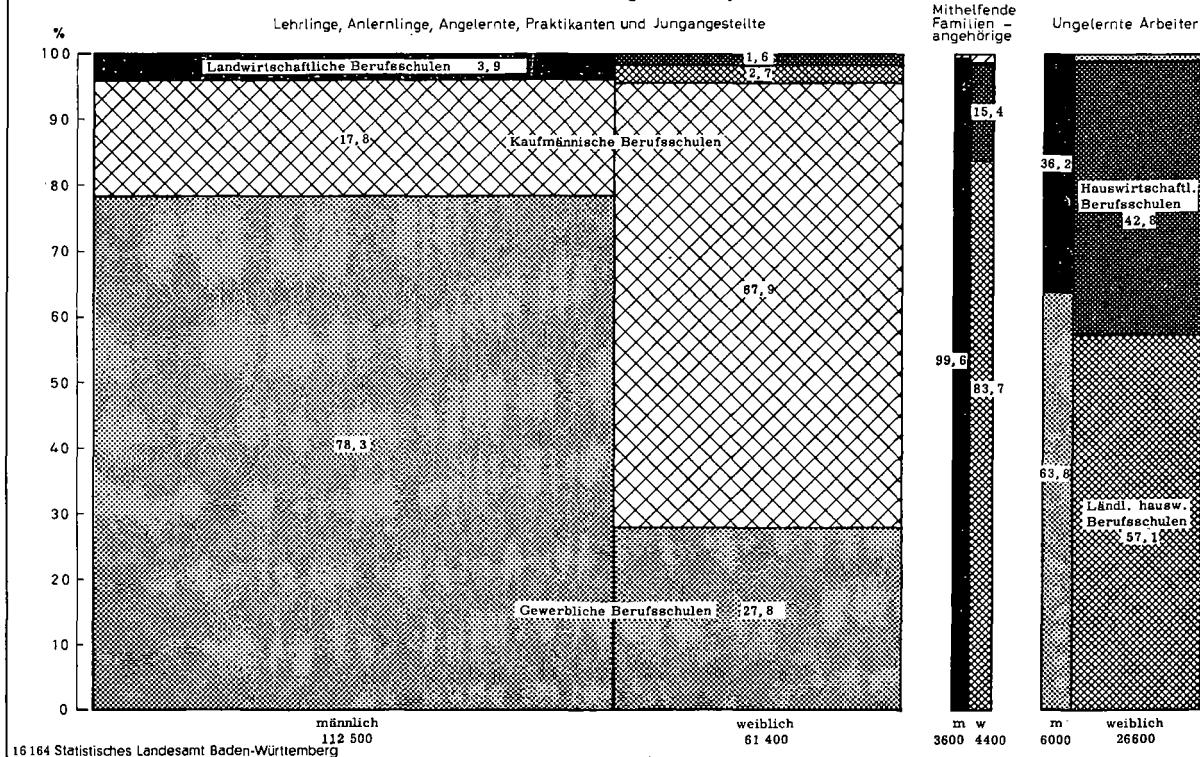 Lehrlinge, Anlernlinge, Angelernte, Praktikanten und Jungangestellte
Mithelfende
Familien –
angehörige
Ungelernte Arbeiter
%
100
90
80
70
60
50
40
30
20
10
0
Landwirtschaftliche Berufsschulen 3,9
17,8
Kaufmännische Berufsschulen
78,3
1,6
2,7
67,9
Gewerbliche Berufsschulen 27,8
15,4
99,6
83,7
36,2
63,8
Hauswirtschaftl.
Berufsschulen
42,8
Ländl. hausw.
Berufsschulen
57,1
männlich
112 500
weiblich
61 400
m w
3600 4400
m weiblich
6000 26600
16 164 Statistisches Landesamt Baden-Württemberg